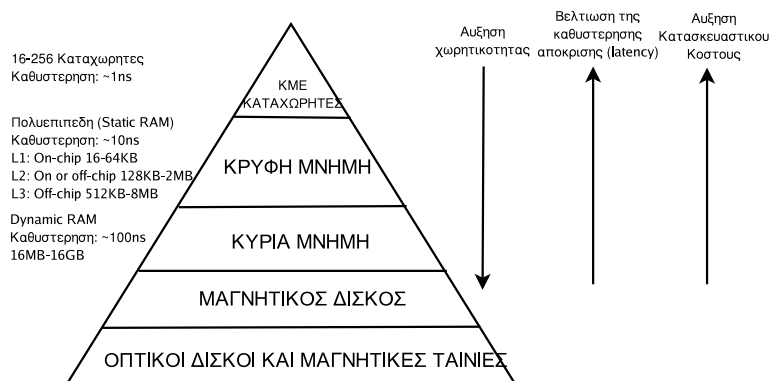 16-256 Καταχωρητες
Καθυστερηση: ~1ns
Πολυεπιπεδη (Static RAM)
Καθυστερηση: ~10ns
L1: On-chip 16-64KB
L2: On or off-chip 128KB-2MB
L3: Off-chip 512KB-8MB
Dynamic RAM
Καθυστερηση: ~100ns
16MB-16GB
ΚΜΕ
ΚΑΤΑΧΩΡΗΤΕΣ
ΚΡΥΦΗ ΜΝΗΜΗ
ΚΥΡΙΑ ΜΝΗΜΗ
ΜΑΓΝΗΤΙΚΟΣ ΔΙΣΚΟΣ
ΟΠΤΙΚΟΙ ΔΙΣΚΟΙ ΚΑΙ ΜΑΓΝΗΤΙΚΕΣ ΤΑΙΝΙΕΣ
Αυξηση
χωρητικοτητας
Βελτιωση της
καθυστερησης
αποκρισης (latency)
Αυξηση
Κατασκευαστικου
Κοστους